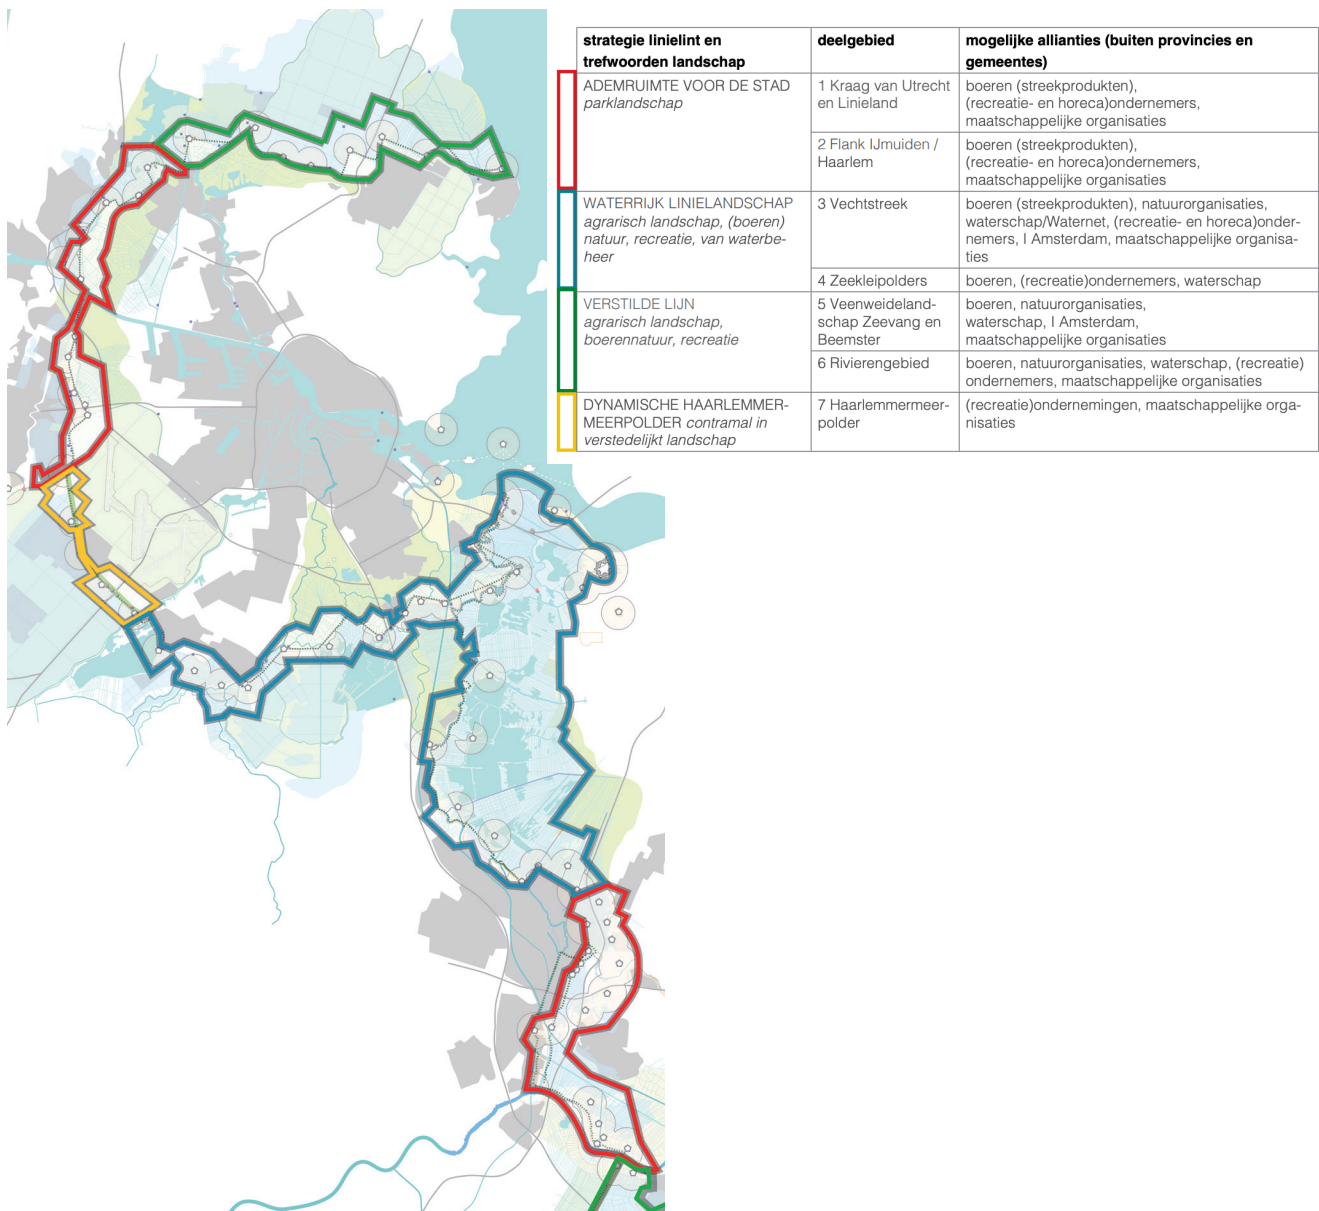 strategie linielint en
trefwoorden landschap
deelgebied
mogelijke allianties (buiten provincies en
gemeentes)
ADEMRUIMTE VOOR DE STAD
parklandschap
1 Kraag van Utrecht
en Linieland
boeren (streekprodukten),
(recreatie- en horeca)ondernemers,
maatschappelijke organisaties
2 Flank IJmuiden /
Haarlem
boeren (streekprodukten),
(recreatie- en horeca)ondernemers,
maatschappelijke organisaties
WATERRIJK LINIELANDSCHAP
agrarisch landschap, (boeren)
natuur, recreatie, van waterbe-
heer
3 Vechtstreek
boeren (streekprodukten), natuurorganisaties,
waterschap/Waternet, (recreatie- en horeca)onder-
nemers, I Amsterdam, maatschappelijke organisa-
ties
4 Zeekleipolders
boeren, (recreatie)ondernemers, waterschap
VERSTILDE LIJN
agrarisch landschap,
boerennatuur, recreatie
5 Veenweideland-
schap Zeevang en
Beemster
boeren, natuurorganisaties,
waterschap, I Amsterdam,
maatschappelijke organisaties
6 Rivierengebied
boeren, natuurorganisaties, waterschap, (recreatie)
ondernemers, maatschappelijke organisaties
DYNAMISCHE HAARLEMMER-
MEERPOLDER contramal in
verstedelijkt landschap
7 Haarlemmermeer-
polder
(recreatie)ondernemingen, maatschappelijke orga-
nisaties